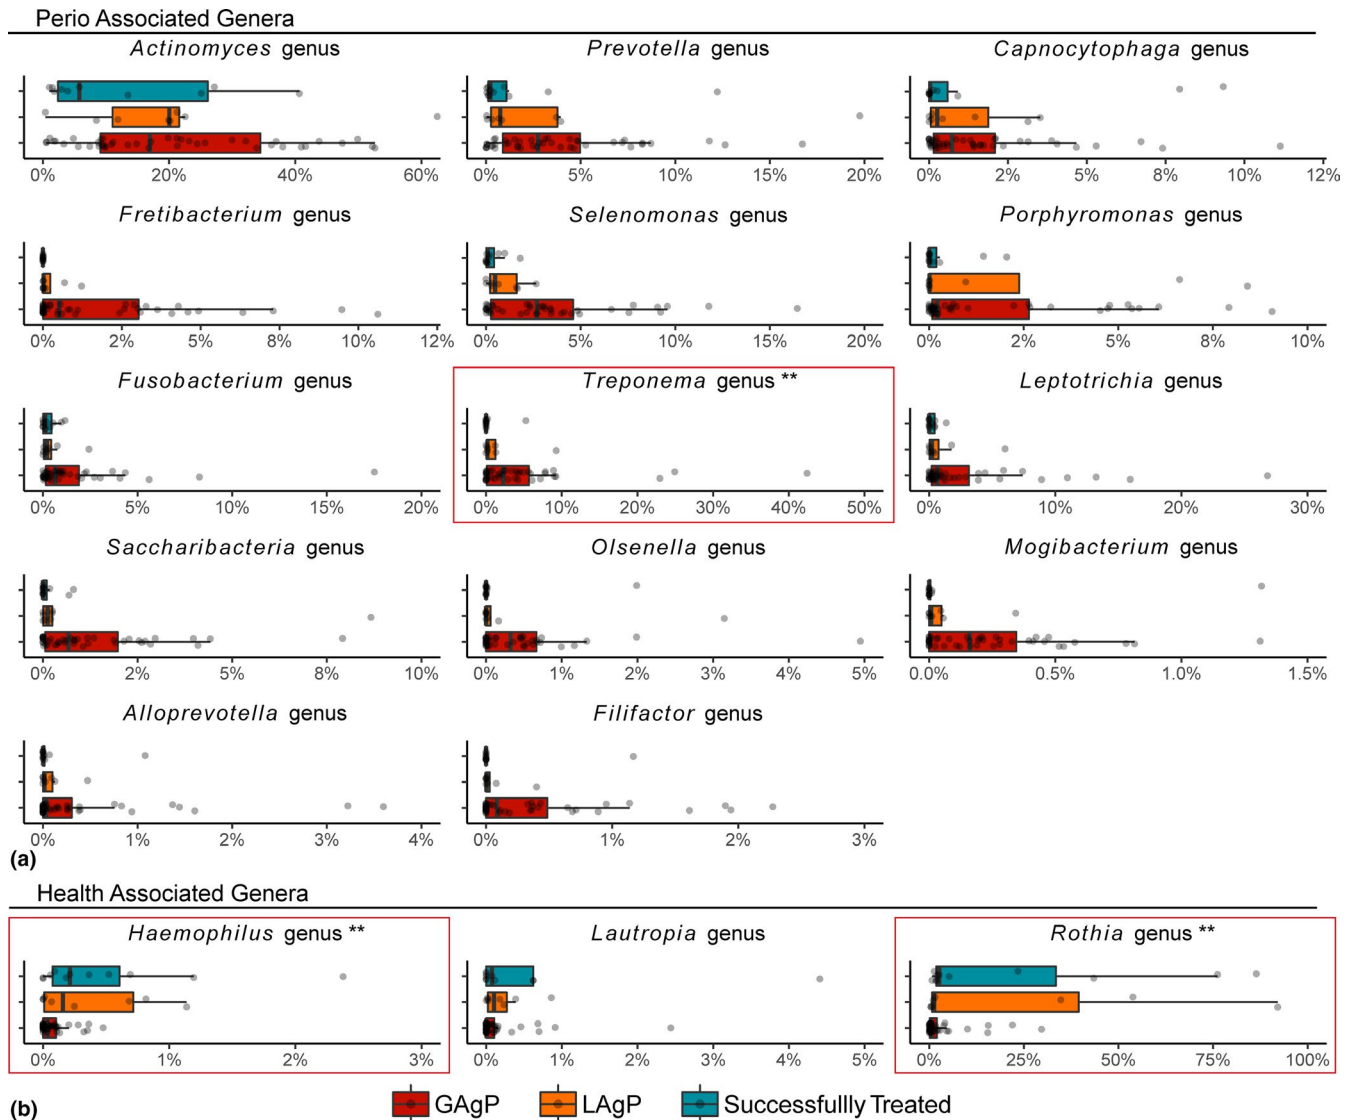 Perio Associated Genera
Actinomyces genus Prevotella genus Capnocytophaga genus
0% 20% 40% 60% 0% 5% 10% 15% 20% 0% 2% 5% 8% 10% 12%
Fretibacterium genus Selenomonas genus Porphyromonas genus
0% 2% 5% 8% 10% 12% 0% 5% 10% 15% 20% 0% 2% 5% 8% 10%
Fusobacterium genus Treponema genus ** Leptotrichia genus
0% 5% 10% 15% 20% 0% 10% 20% 30% 40% 50% 0% 10% 20% 30%
Saccharibacteria genus Olsenella genus Mogibacterium genus
0% 2% 5% 8% 10% 0% 1% 2% 3% 4% 5% 0.0% 0.5% 1.0% 1.5%
Alloprevotella genus Filifactor genus
0% 1% 2% 3% 4% 0% 1% 2% 3%
(a)
Health Associated Genera
Haemophilus genus ** Lautropia genus Rothia genus **
0% 1% 2% 3% 0% 1% 2% 3% 4% 5% 0% 25% 50% 75% 100%
(b) GAgP LAgP Successfullly Treated